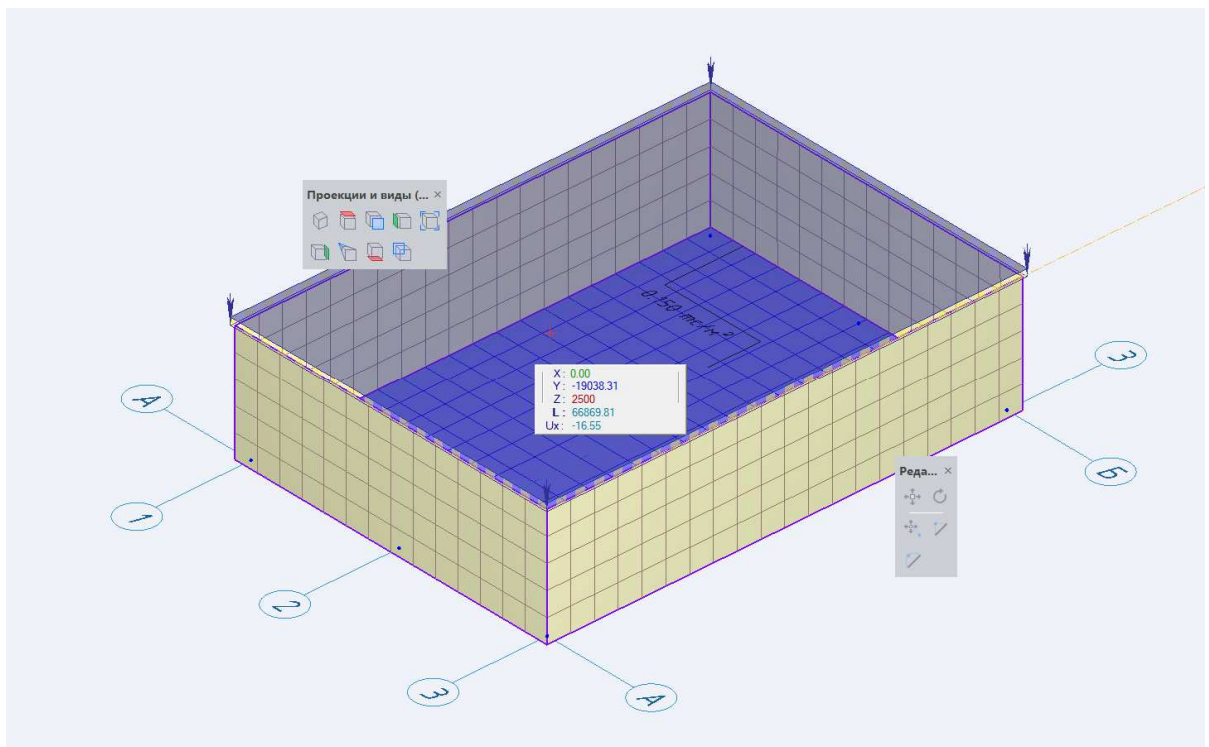 Проекции и виды (... ×
0.150 тс/м²
X: 0.00
Y: -19038.31
Z: 2500
L: 66869.81
Ux: -16.55
Реда... ×
А
1
2
3
А
3
Б